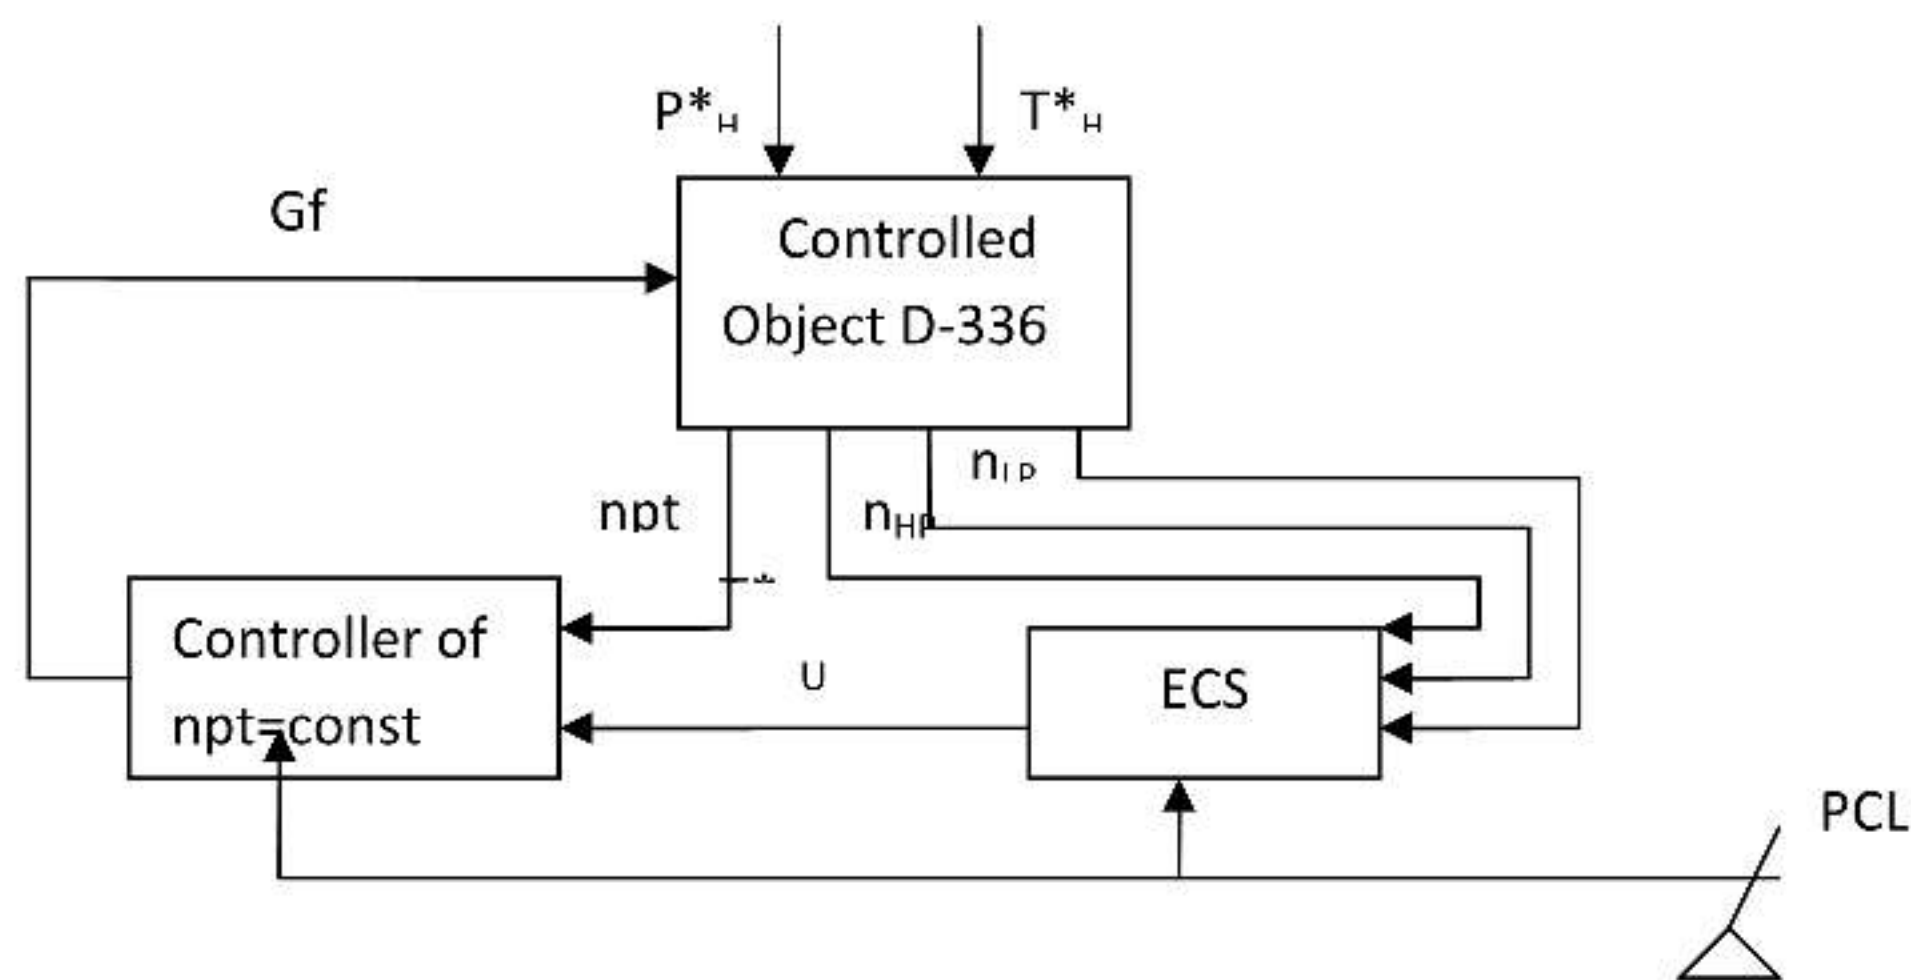 P*H
T*H
Gf
Controlled
Object D-336
nLP
npt
nHP
Controller of
npt=const
U
ECS
PCL